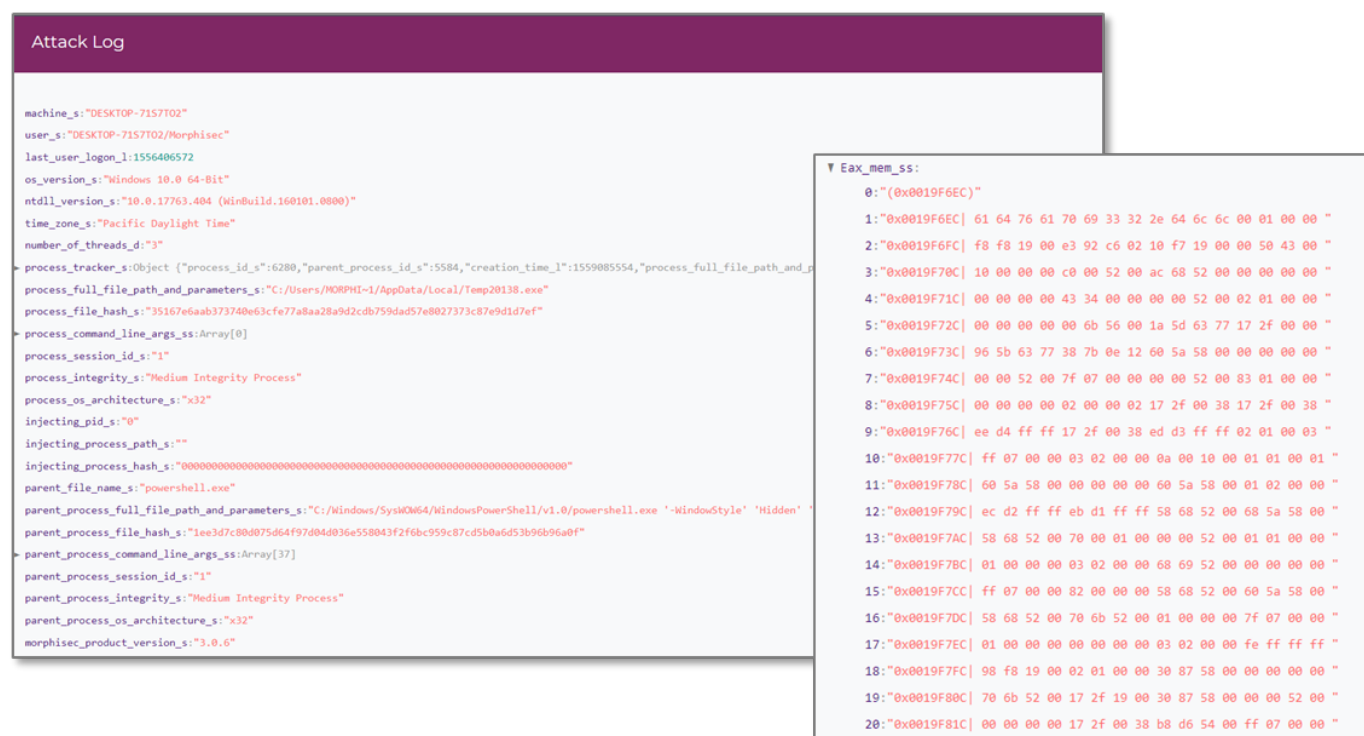 Attack Log
machine_s:"DESKTOP-71S7TO2"
user_s:"DESKTOP-71S7TO2/Morphisec"
last_user_logon_l:1556406572
os_version_s:"Windows 10.0 64-Bit"
ntdll_version_s:"10.0.17763.404 (WinBuild.160101.0800)"
time_zone_s:"Pacific Daylight Time"
number_of_threads_d:"3"
process_tracker_s:Object {"process_id_s":6280,"parent_process_id_s":5584,"creation_time_l":1559085554,"process_full_file_path_and_p
process_full_file_path_and_parameters_s:"C:/Users/MORPHI~1/AppData/Local/Temp20138.exe"
process_file_hash_s:"35167e6aab373740e63cfe77a8aa28a9d2cdb759dad57e8027373c87e9d1d7ef"
process_command_line_args_ss:Array[0]
process_session_id_s:"1"
process_integrity_s:"Medium Integrity Process"
process_os_architecture_s:"x32"
injecting_pid_s:"0"
injecting_process_path_s:""
injecting_process_hash_s:"0000000000000000000000000000000000000000000000000000000000000000"
parent_file_name_s:"powershell.exe"
parent_process_full_file_path_and_parameters_s:"C:/Windows/SysWOW64/WindowsPowerShell/v1.0/powershell.exe '-WindowStyle' 'Hidden' '
parent_process_file_hash_s:"1ee3d7c80d075d64f97d04d036e558043f2f6bc959c87cd5b0a6d53b96b96a0f"
parent_process_command_line_args_ss:Array[37]
parent_process_session_id_s:"1"
parent_process_integrity_s:"Medium Integrity Process"
parent_process_os_architecture_s:"x32"
morphisec_product_version_s:"3.0.6"
Eax_mem_ss:
0:"(0x0019F6EC)"
1:"0x0019F6EC| 61 64 76 61 70 69 33 32 2e 64 6c 6c 00 01 00 00 "
2:"0x0019F6FC| f8 f8 19 00 e3 92 c6 02 10 f7 19 00 00 50 43 00 "
3:"0x0019F70C| 10 00 00 00 c0 00 52 00 ac 68 52 00 00 00 00 00 "
4:"0x0019F71C| 00 00 00 00 43 34 00 00 00 00 52 00 02 01 00 00 "
5:"0x0019F72C| 00 00 00 00 00 6b 56 00 1a 5d 63 77 17 2f 00 00 "
6:"0x0019F73C| 96 5b 63 77 38 7b 0e 12 60 5a 58 00 00 00 00 00 "
7:"0x0019F74C| 00 00 52 00 7f 07 00 00 00 00 52 00 83 01 00 00 "
8:"0x0019F75C| 00 00 00 00 02 00 00 02 17 2f 00 38 17 2f 00 38 "
9:"0x0019F76C| ee d4 ff ff 17 2f 00 38 ed d3 ff ff 02 01 00 03 "
10:"0x0019F77C| ff 07 00 00 03 02 00 00 0a 00 10 00 01 01 00 01 "
11:"0x0019F78C| 60 5a 58 00 00 00 00 00 60 5a 58 00 01 02 00 00 "
12:"0x0019F79C| ec d2 ff ff eb d1 ff ff 58 68 52 00 68 5a 58 00 "
13:"0x0019F7AC| 58 68 52 00 70 00 01 00 00 00 52 00 01 01 00 00 "
14:"0x0019F7BC| 01 00 00 00 03 02 00 00 68 69 52 00 00 00 00 00 "
15:"0x0019F7CC| ff 07 00 00 82 00 00 00 58 68 52 00 60 5a 58 00 "
16:"0x0019F7DC| 58 68 52 00 70 6b 52 00 01 00 00 00 7f 07 00 00 "
17:"0x0019F7EC| 01 00 00 00 00 00 00 00 03 02 00 00 fe ff ff ff "
18:"0x0019F7FC| 98 f8 19 00 02 01 00 00 30 87 58 00 00 00 00 00 "
19:"0x0019F80C| 70 6b 52 00 17 2f 19 00 30 87 58 00 00 00 52 00 "
20:"0x0019F81C| 00 00 00 00 17 2f 00 38 b8 d6 54 00 ff 07 00 00 "